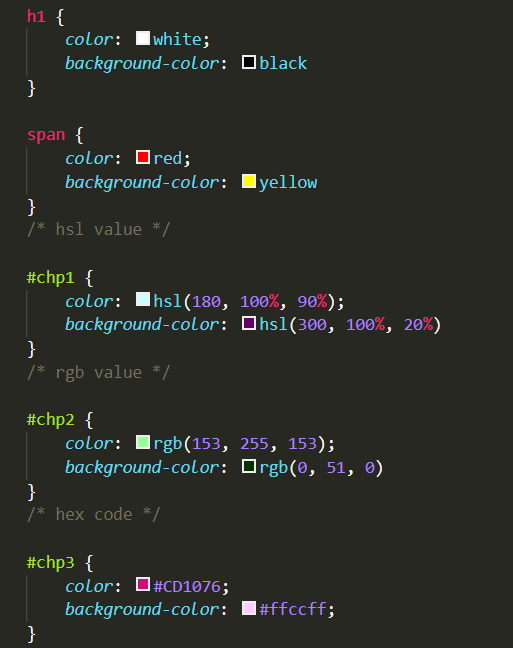 h1 {
    color: white;
    background-color: black
}

span {
    color: red;
    background-color: yellow
}
/* hsl value */

#chp1 {
    color: hsl(180, 100%, 90%);
    background-color: hsl(300, 100%, 20%)
}
/* rgb value */

#chp2 {
    color: rgb(153, 255, 153);
    background-color: rgb(0, 51, 0)
}
/* hex code */

#chp3 {
    color: #CD1076;
    background-color: #ffccff;
}